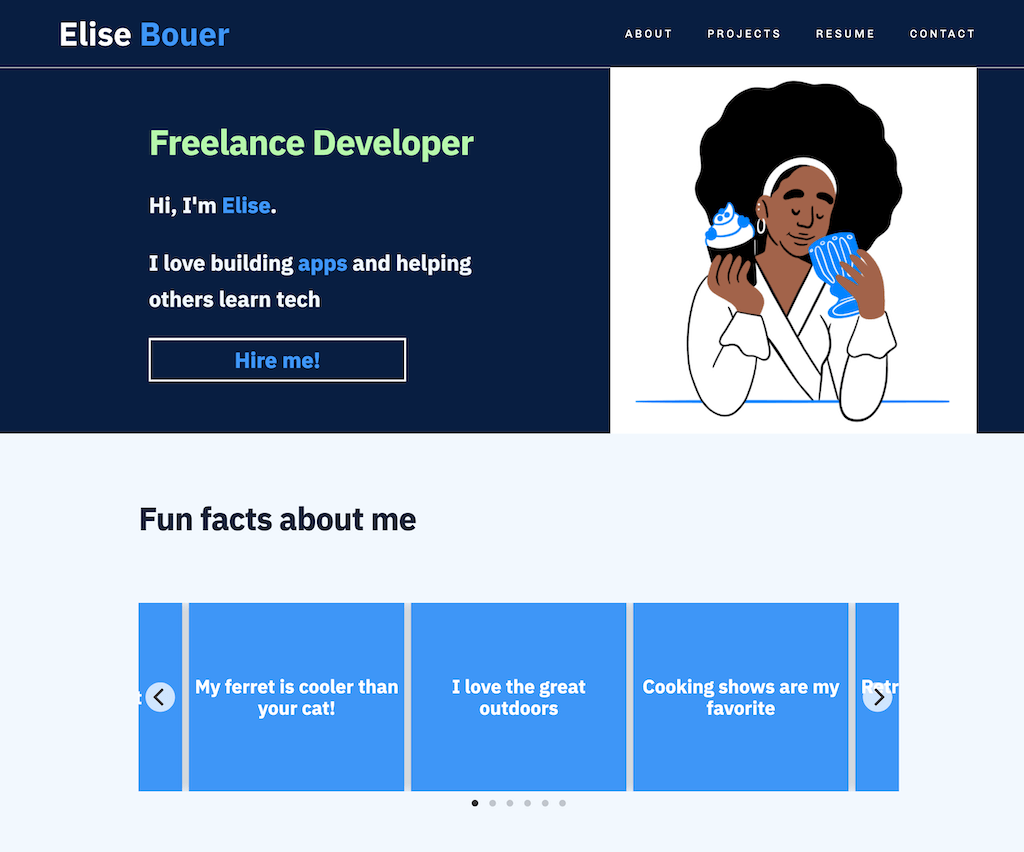 Elise Bouer
ABOUT PROJECTS RESUME CONTACT
Freelance Developer
Hi, I'm Elise.
I love building apps and helping
others learn tech
Hire me!
Fun facts about me
My ferret is cooler than
your cat!
I love the great
outdoors
Cooking shows are my
favorite